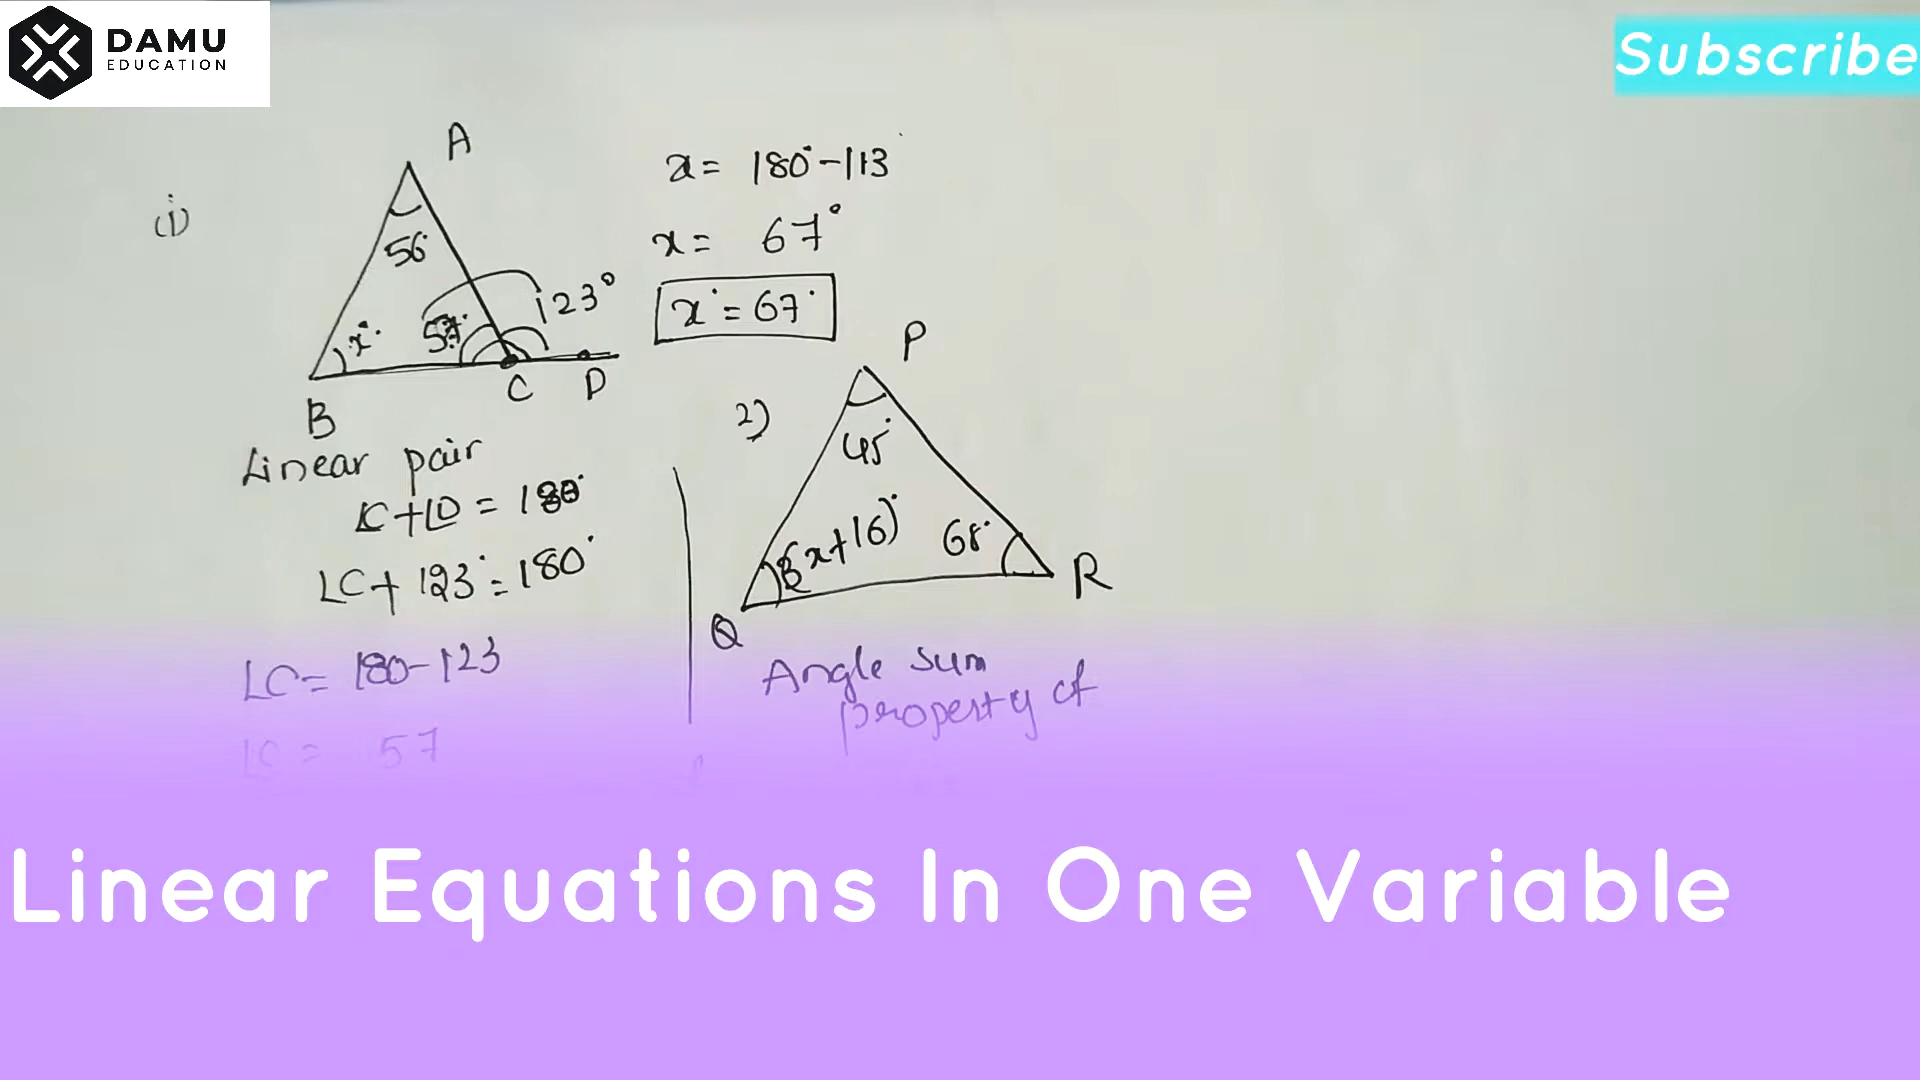 DAMU
EDUCATION
Subscribe
(i)
A
56°
x°
57°
123°
B
C
D
x = 180° - 113
x = 67°
x° = 67°
Linear pair
∠C + ∠D = 180°
∠C + 123° = 180°
∠C = 180 - 123
∠C = 57
2)
P
45°
(x+16)°
68°
Q
R
Angle sum
property of
Linear Equations In One Variable